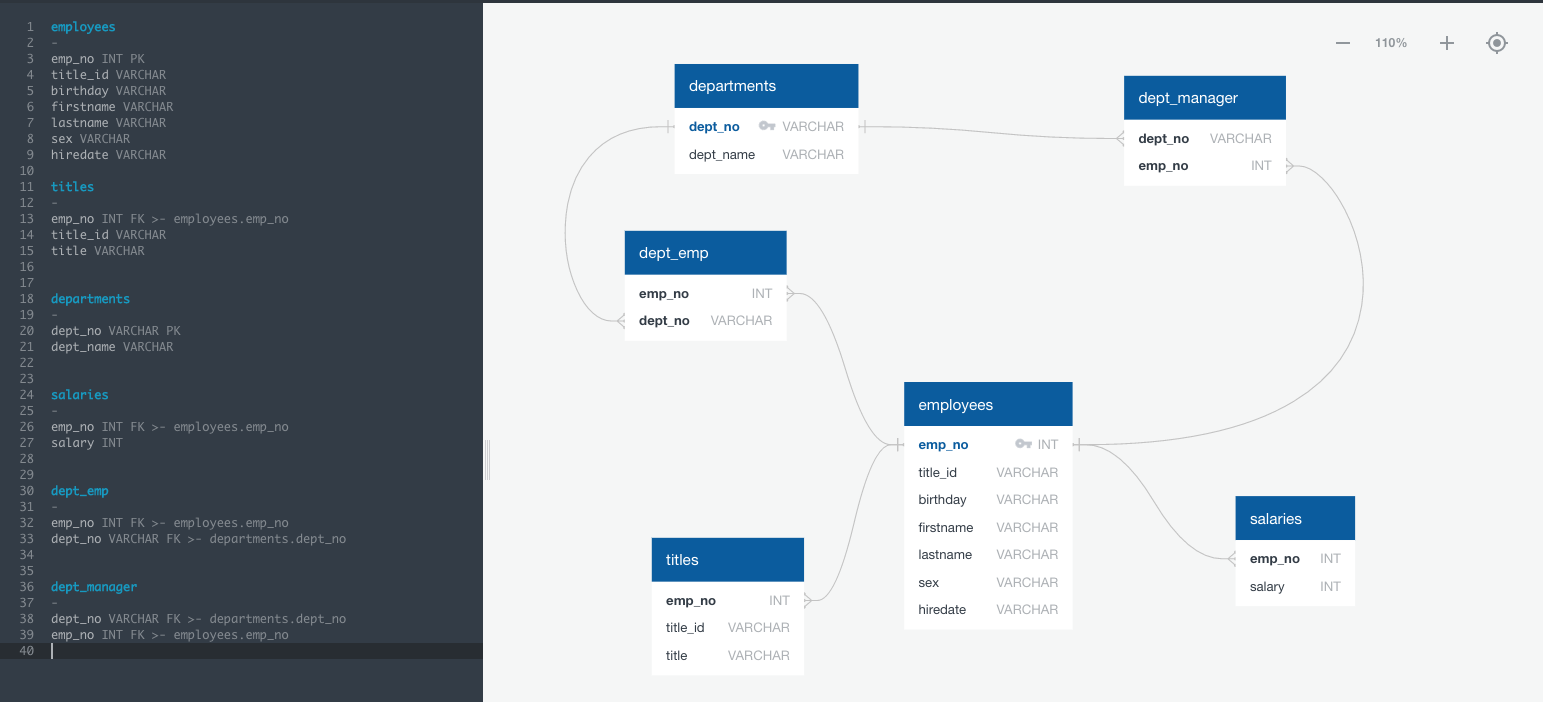 1 employees
2 -
3 emp_no INT PK
4 title_id VARCHAR
5 birthday VARCHAR
6 firstname VARCHAR
7 lastname VARCHAR
8 sex VARCHAR
9 hiredate VARCHAR
10
11 titles
12 -
13 emp_no INT FK >- employees.emp_no
14 title_id VARCHAR
15 title VARCHAR
16
17
18 departments
19 -
20 dept_no VARCHAR PK
21 dept_name VARCHAR
22
23
24 salaries
25 -
26 emp_no INT FK >- employees.emp_no
27 salary INT
28
29
30 dept_emp
31 -
32 emp_no INT FK >- employees.emp_no
33 dept_no VARCHAR FK >- departments.dept_no
34
35
36 dept_manager
37 -
38 dept_no VARCHAR FK >- departments.dept_no
39 emp_no INT FK >- employees.emp_no
40
110%
departments
dept_no VARCHAR
dept_name VARCHAR
dept_manager
dept_no VARCHAR
emp_no INT
dept_emp
emp_no INT
dept_no VARCHAR
employees
emp_no INT
title_id VARCHAR
birthday VARCHAR
firstname VARCHAR
lastname VARCHAR
sex VARCHAR
hiredate VARCHAR
salaries
emp_no INT
salary INT
titles
emp_no INT
title_id VARCHAR
title VARCHAR